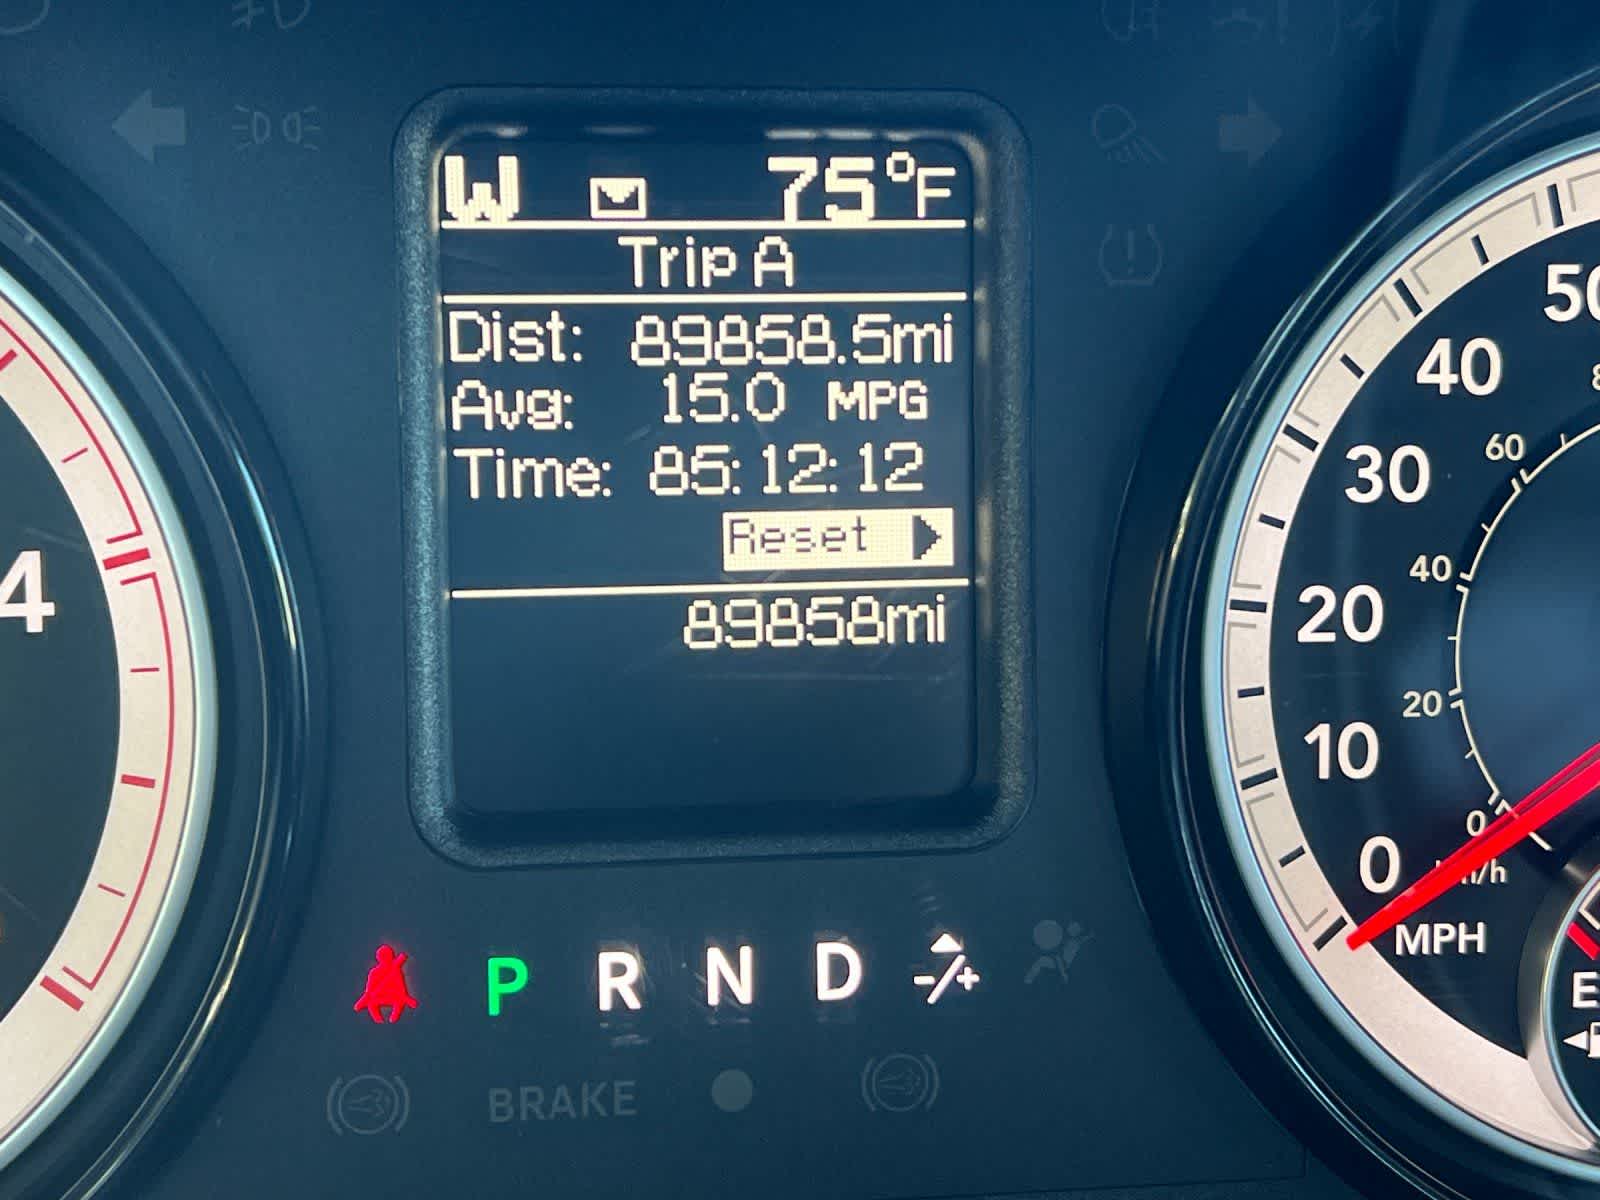 W 75°F
Trip A
Dist: 89858.5mi
Avg: 15.0 MPG
Time: 85:12:12
Reset
89858mi
P R N D -/+
BRAKE
4
50
40
30
20
10
0
MPH
60
40
20
0
E